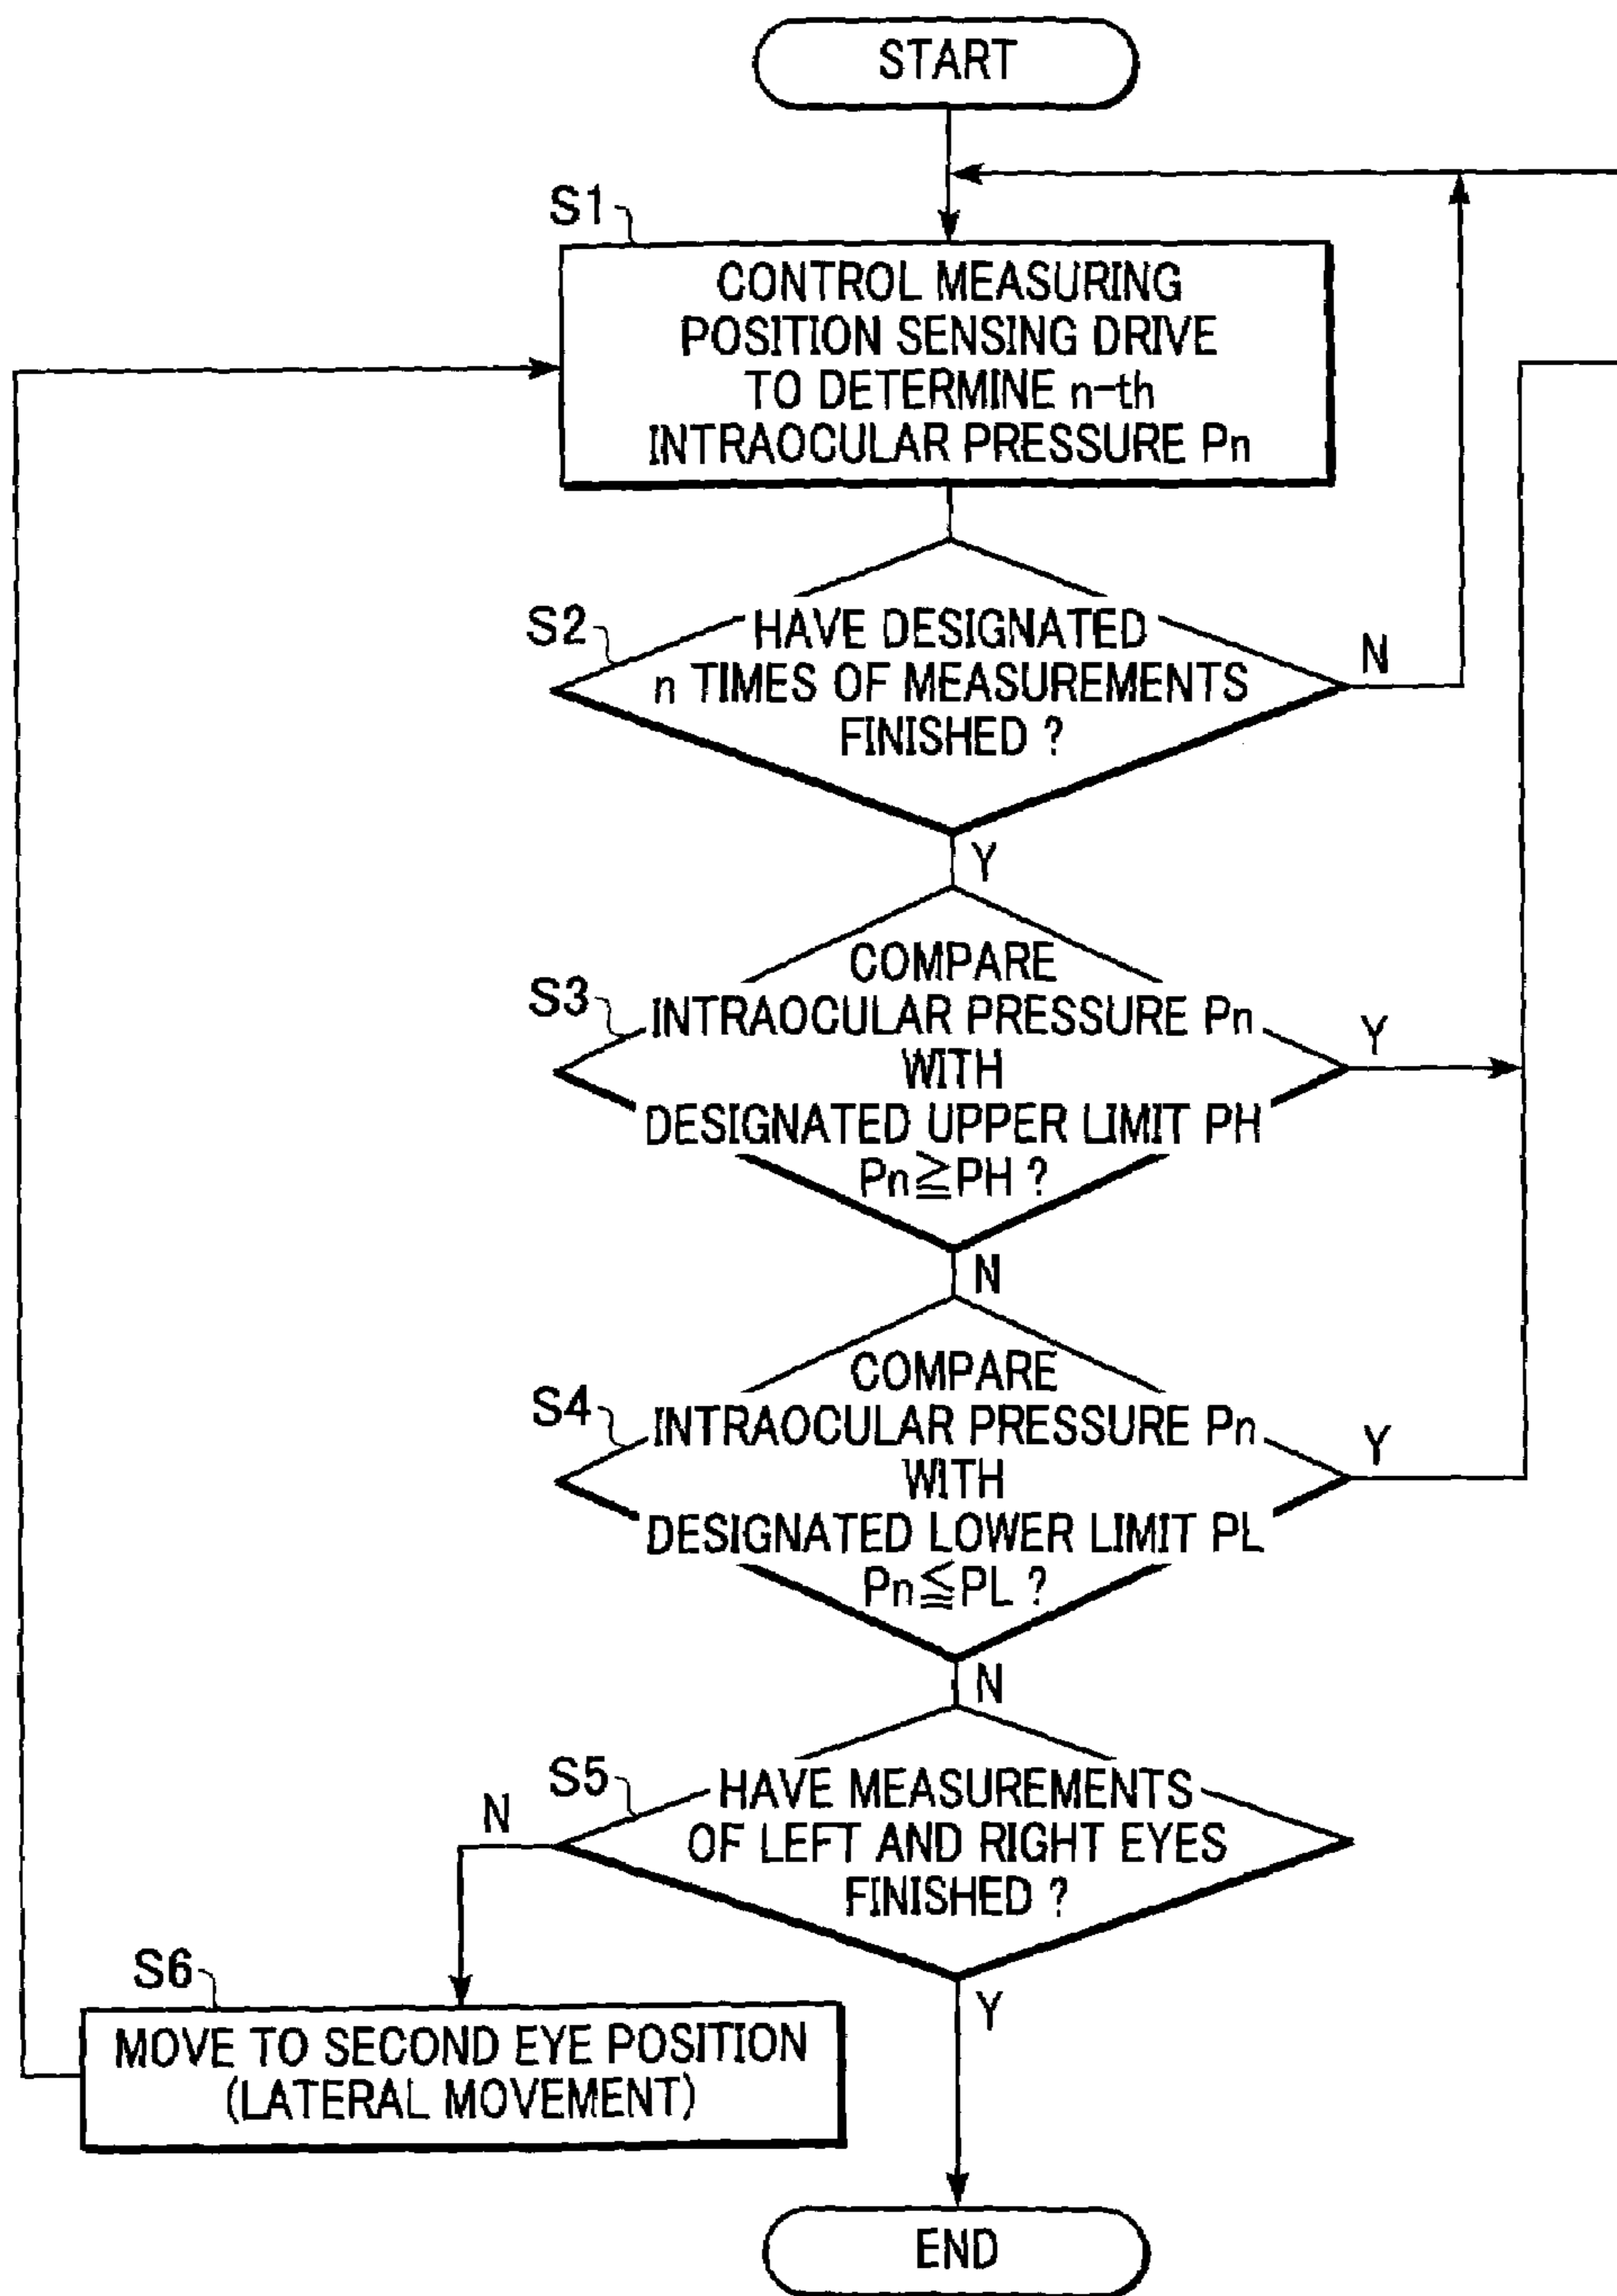 START
S1
CONTROL MEASURING
POSITION SENSING DRIVE
TO DETERMINE n-th
INTRAOCULAR PRESSURE Pn
S2
HAVE DESIGNATED
n TIMES OF MEASUREMENTS
FINISHED ?
N
Y
S3
COMPARE
INTRAOCULAR PRESSURE Pn
WITH
DESIGNATED UPPER LIMIT PH
Pn≧PH ?
Y
N
S4
COMPARE
INTRAOCULAR PRESSURE Pn
WITH
DESIGNATED LOWER LIMIT PL
Pn≦PL ?
Y
N
S5
HAVE MEASUREMENTS
OF LEFT AND RIGHT EYES
FINISHED ?
N
Y
S6
MOVE TO SECOND EYE POSITION
(LATERAL MOVEMENT)
END